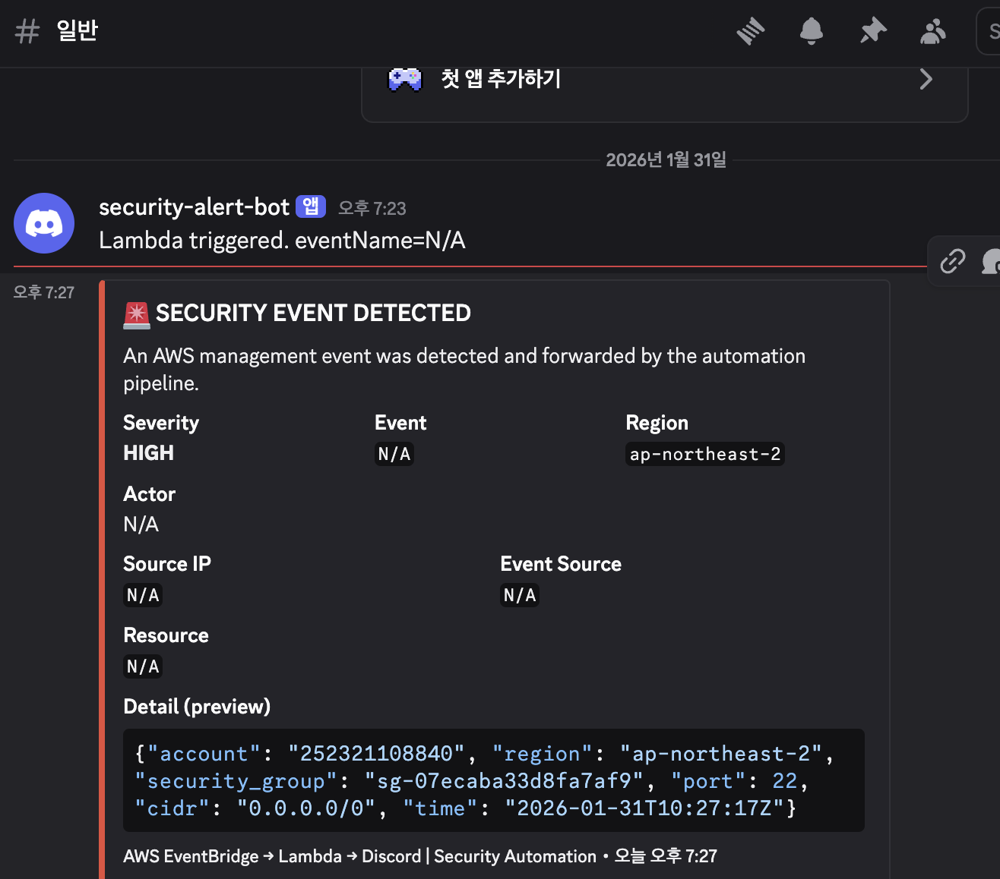 일반
S
첫 앱 추가하기
2026년 1월 31일
security-alert-bot 앱 오후 7:23
Lambda triggered. eventName=N/A
오후 7:27
SECURITY EVENT DETECTED
An AWS management event was detected and forwarded by the automation
pipeline.
Severity Event Region
HIGH N/A ap-northeast-2
Actor
N/A
Source IP Event Source
N/A N/A
Resource
N/A
Detail (preview)
{"account": "252321108840", "region": "ap-northeast-2",
"security_group": "sg-07ecaba33d8fa7af9", "port": 22,
"cidr": "0.0.0.0/0", "time": "2026-01-31T10:27:17Z"}
AWS EventBridge → Lambda → Discord | Security Automation • 오늘 오후 7:27